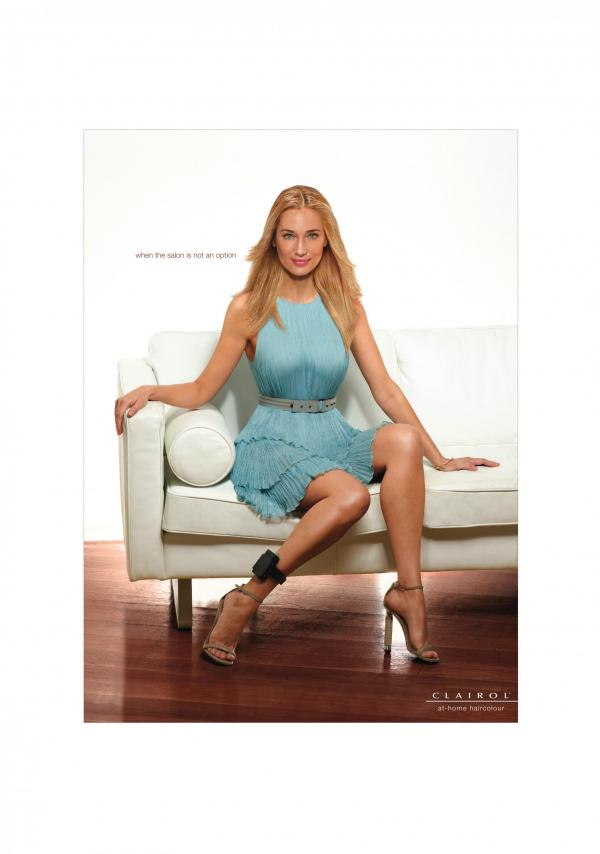 when the salon is not an option
CLAIROL
at-home haircolour